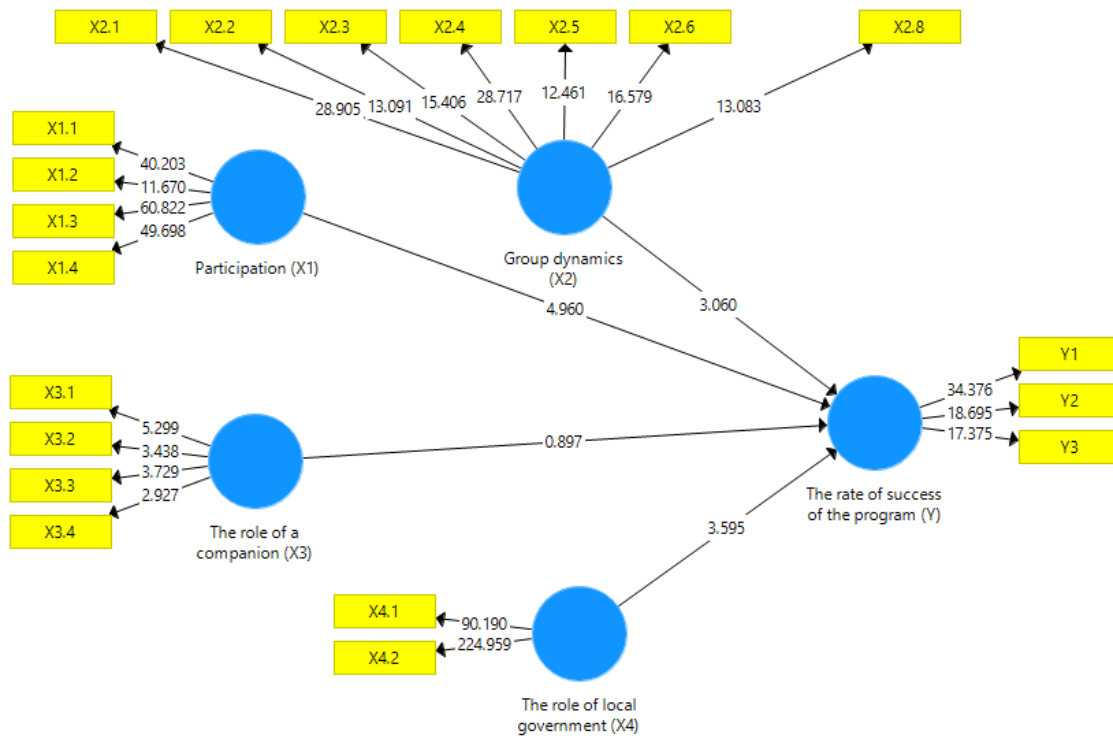 X2.1
X2.2
X2.3
X2.4
X2.5
X2.6
X2.8
28.905
13.091
15.406
28.717
12.461
16.579
13.083
X1.1
X1.2
X1.3
X1.4
40.203
11.670
60.822
49.698
Participation (X1)
Group dynamics
(X2)
4.960
3.060
X3.1
X3.2
X3.3
X3.4
5.299
3.438
3.729
2.927
0.897
The role of a
companion (X3)
Y1
Y2
Y3
34.376
18.695
17.375
The rate of success
of the program (Y)
3.595
X4.1
X4.2
90.190
224.959
The role of local
government (X4)